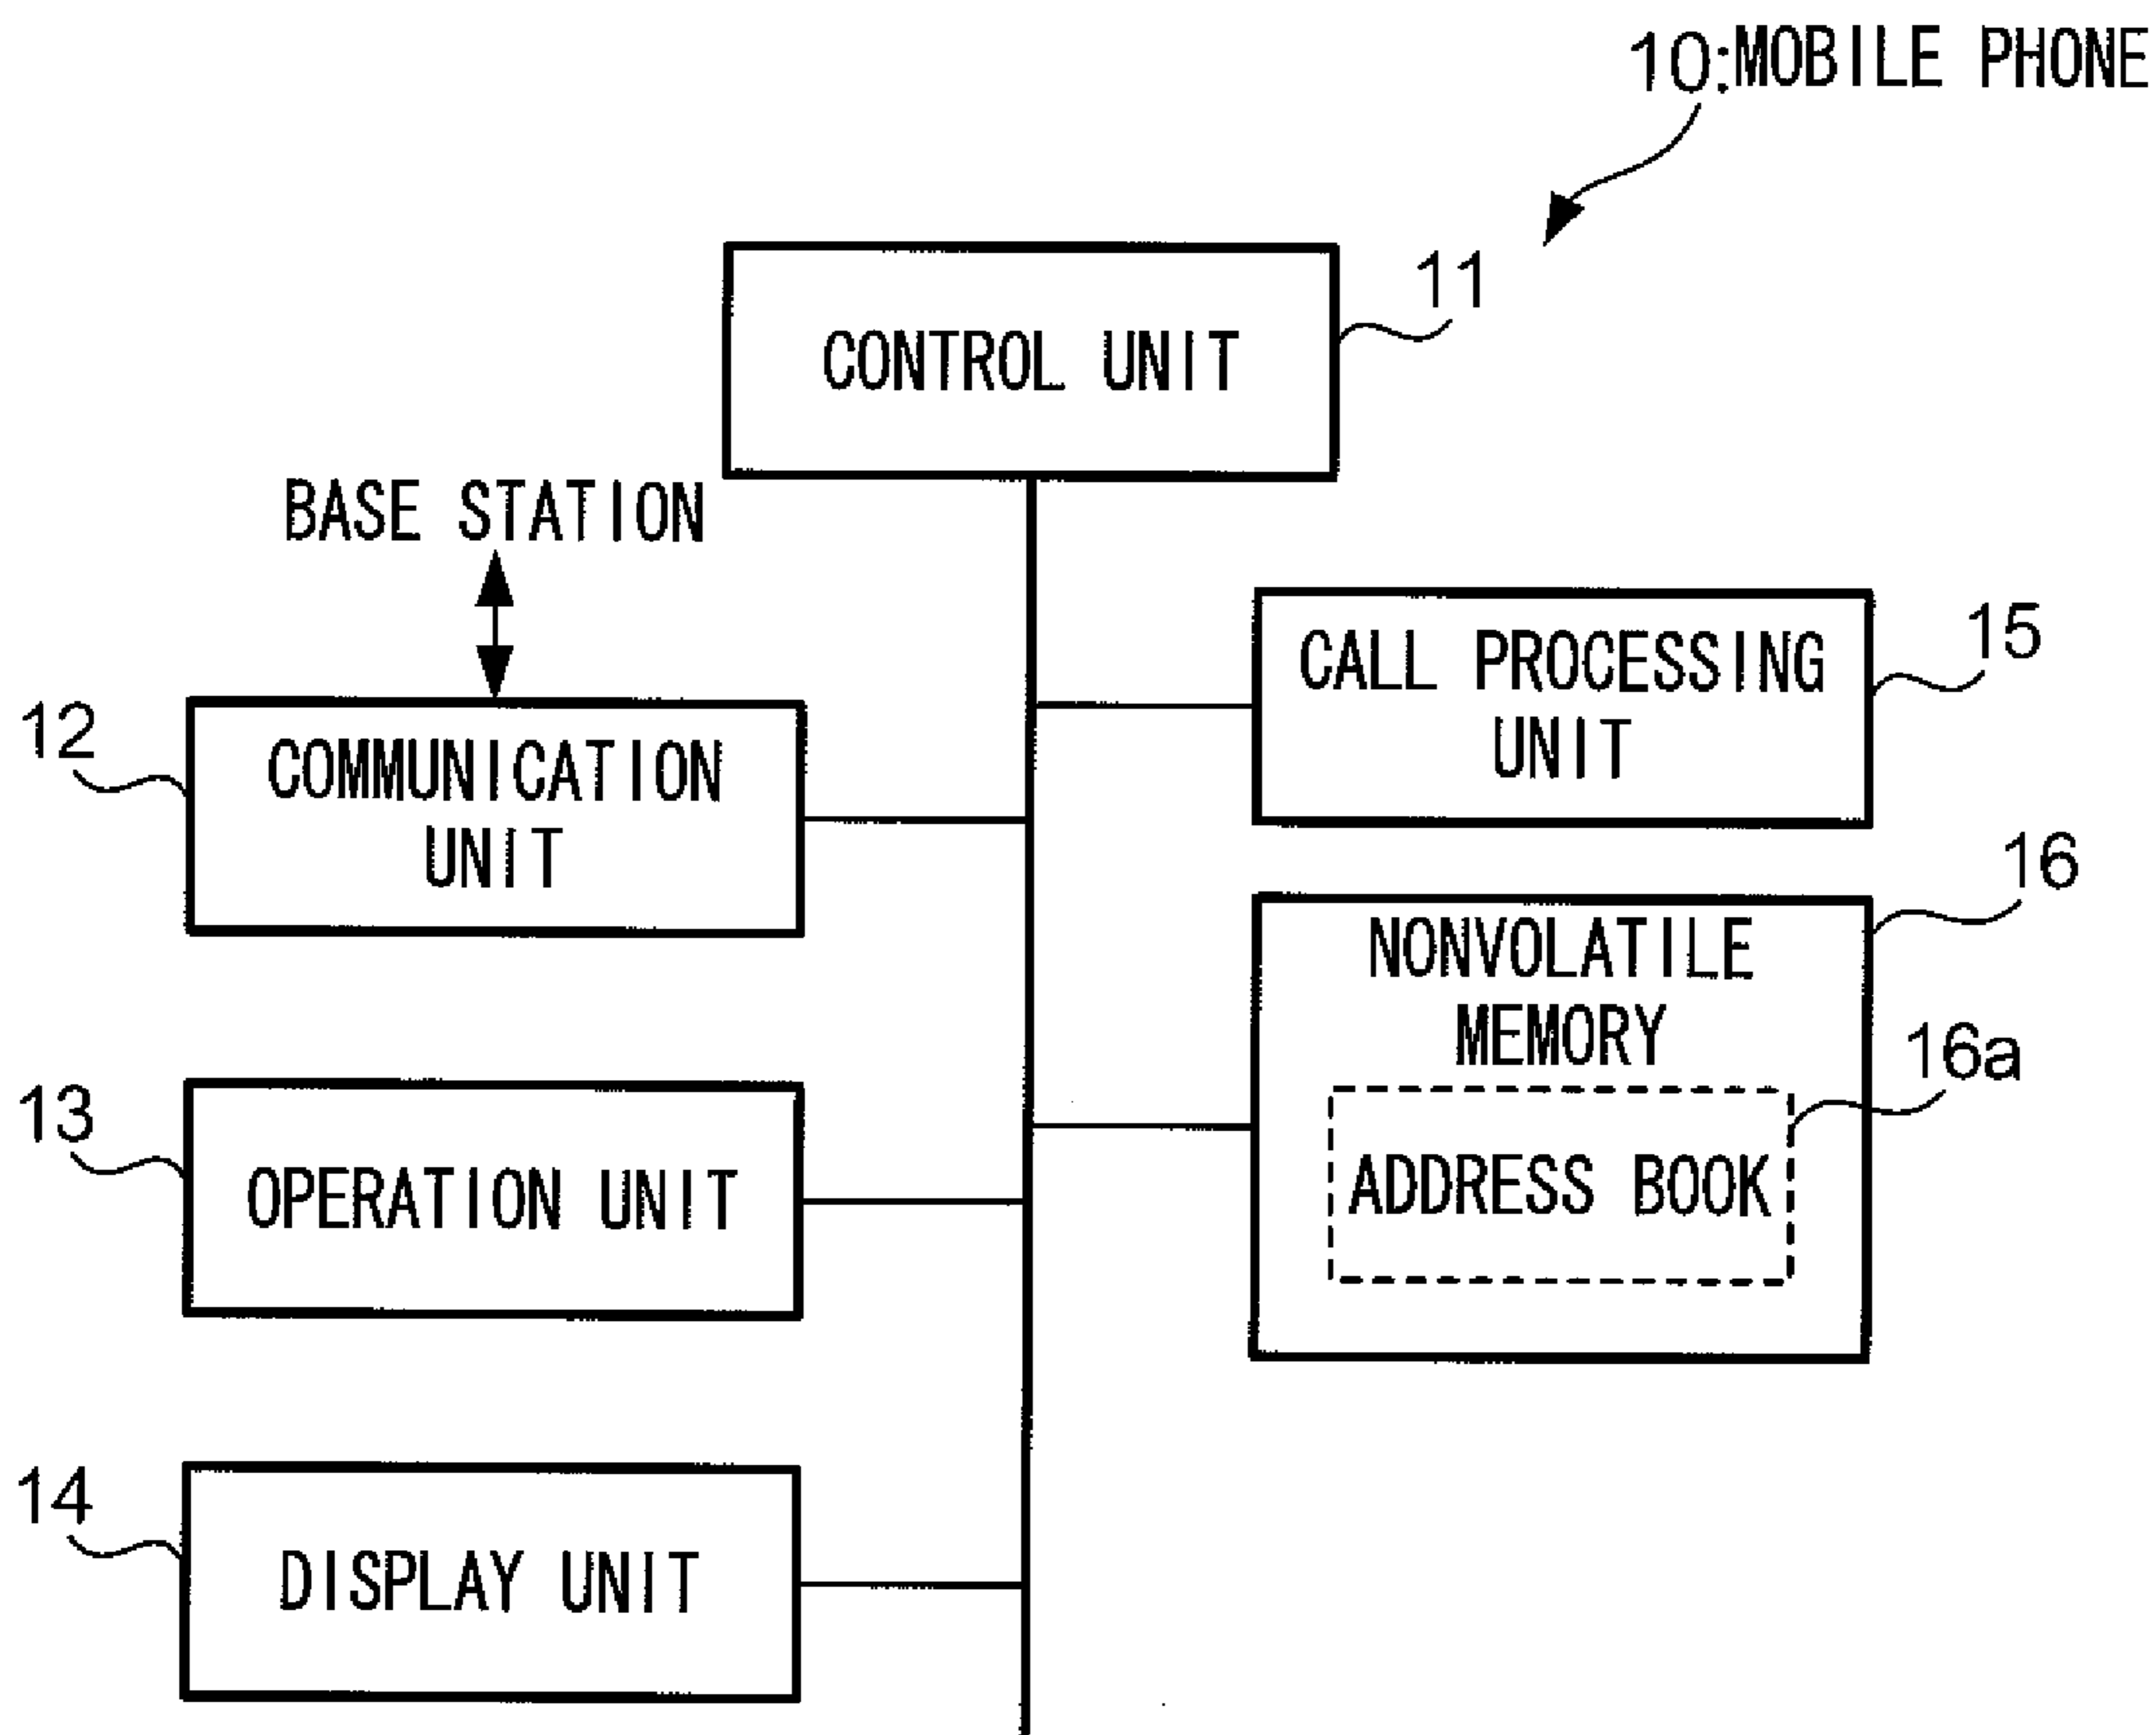 10:MOBILE PHONE
11
CONTROL UNIT
BASE STATION
15
CALL PROCESSING
UNIT
12
COMMUNICATION
UNIT
16
NONVOLATILE
MEMORY
16a
ADDRESS BOOK
13
OPERATION UNIT
14
DISPLAY UNIT